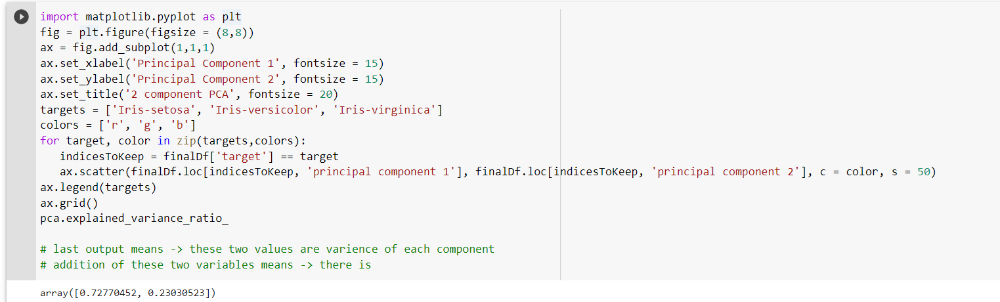 import matplotlib.pyplot as plt
fig = plt.figure(figsize = (8,8))
ax = fig.add_subplot(1,1,1)
ax.set_xlabel('Principal Component 1', fontsize = 15)
ax.set_ylabel('Principal Component 2', fontsize = 15)
ax.set_title('2 component PCA', fontsize = 20)
targets = ['Iris-setosa', 'Iris-versicolor', 'Iris-virginica']
colors = ['r', 'g', 'b']
for target, color in zip(targets,colors):
   indicesToKeep = finalDf['target'] == target
   ax.scatter(finalDf.loc[indicesToKeep, 'principal component 1'], finalDf.loc[indicesToKeep, 'principal component 2'], c = color, s = 50)
ax.legend(targets)
ax.grid()
pca.explained_variance_ratio_
# last output means -> these two values are varience of each component
# addition of these two variables means -> there is
array([0.72770452, 0.23030523])